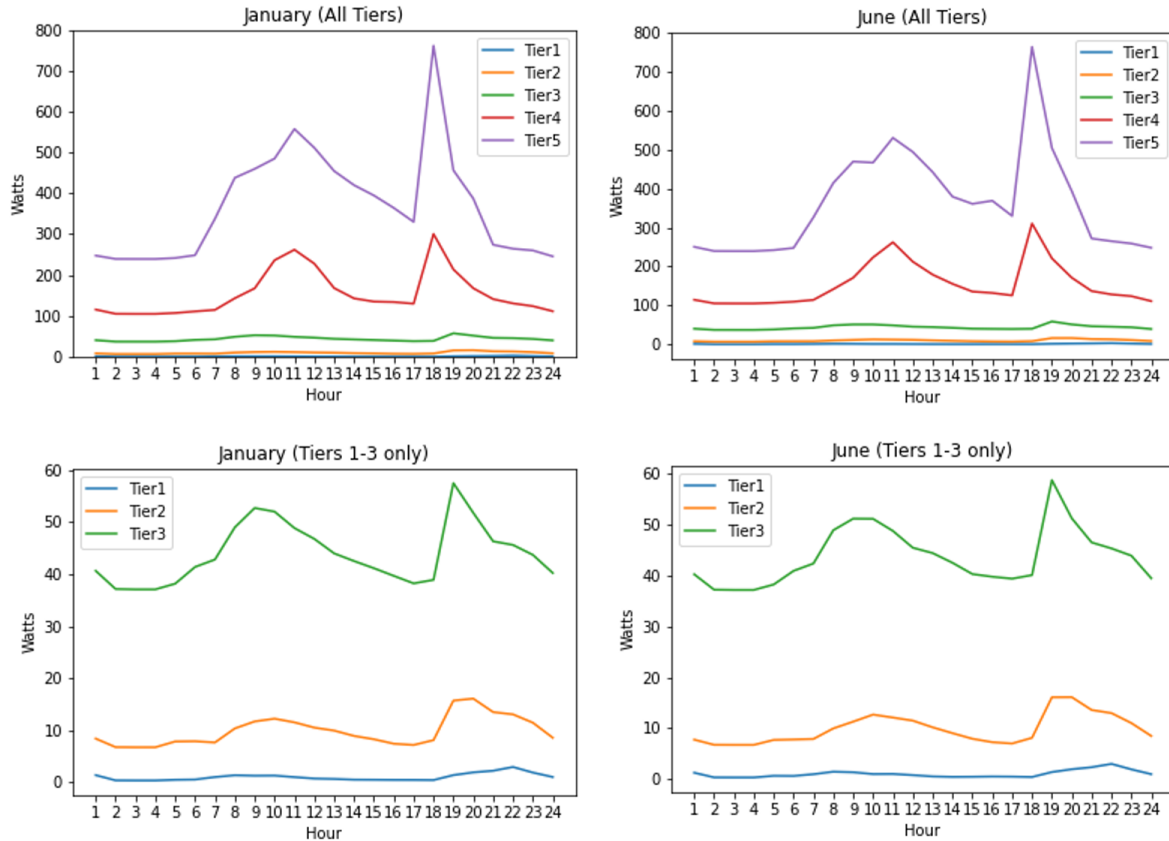 January (All Tiers)
800
700
600
500
400
300
200
100
0
Watts
Tier1
Tier2
Tier3
Tier4
Tier5
1 2 3 4 5 6 7 8 9 10 11 12 13 14 15 16 17 18 19 20 21 22 23 24
Hour
June (All Tiers)
800
700
600
500
400
300
200
100
0
Watts
Tier1
Tier2
Tier3
Tier4
Tier5
1 2 3 4 5 6 7 8 9 10 11 12 13 14 15 16 17 18 19 20 21 22 23 24
Hour
January (Tiers 1-3 only)
60
50
40
30
20
10
0
Watts
Tier1
Tier2
Tier3
1 2 3 4 5 6 7 8 9 10 11 12 13 14 15 16 17 18 19 20 21 22 23 24
Hour
June (Tiers 1-3 only)
60
50
40
30
20
10
0
Watts
Tier1
Tier2
Tier3
1 2 3 4 5 6 7 8 9 10 11 12 13 14 15 16 17 18 19 20 21 22 23 24
Hour